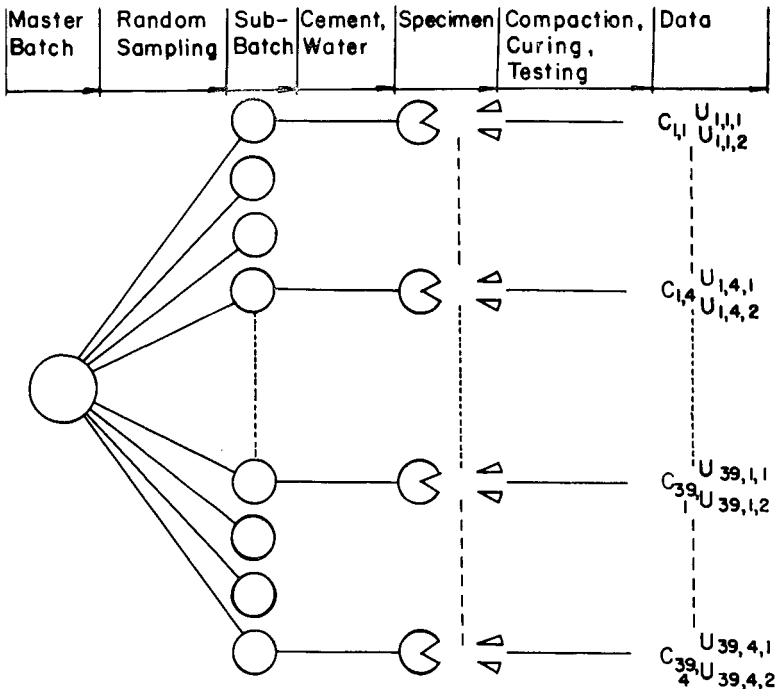 Master Batch
Random Sampling
Sub-Batch
Cement, Water
Specimen
Compaction, Curing, Testing
Data
C1,1 U1,1,1
U1,1,2
C1,4 U1,4,1
U1,4,2
C39,1 U39,1,1
U39,1,2
C39,4 U39,4,1
U39,4,2